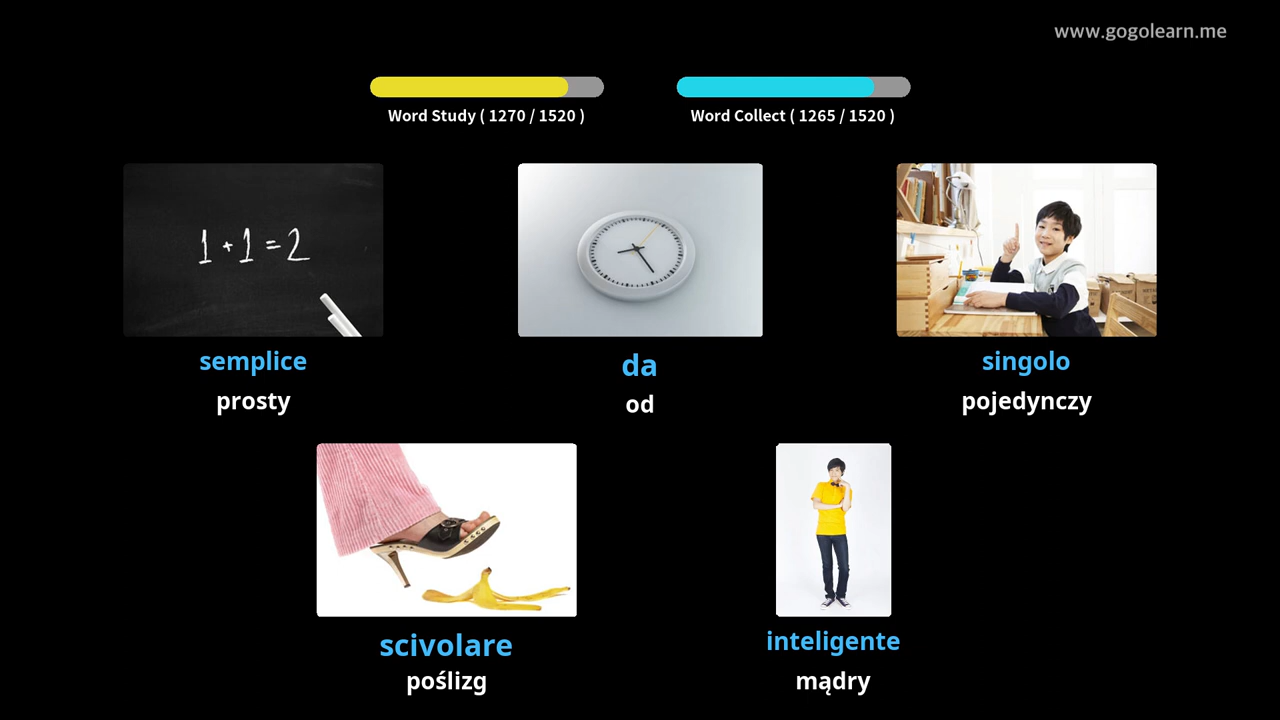 www.gogolearn.me
Word Study ( 1270 / 1520 )
Word Collect ( 1265 / 1520 )
1 + 1 = 2
semplice
prosty
da
od
singolo
pojedynczy
scivolare
poślizg
inteligente
mądry